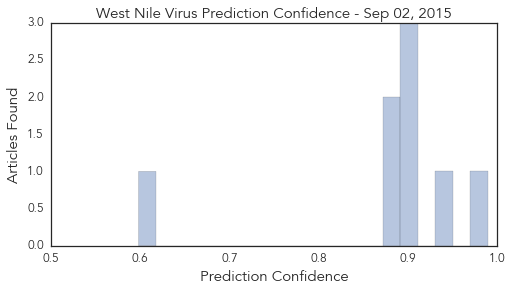 West Nile Virus Prediction Confidence - Sep 02, 2015
3.0
2.5
2.0
1.5
1.0
0.5
0.0
Articles Found
0.5 0.6 0.7 0.8 0.9 1.0
Prediction Confidence